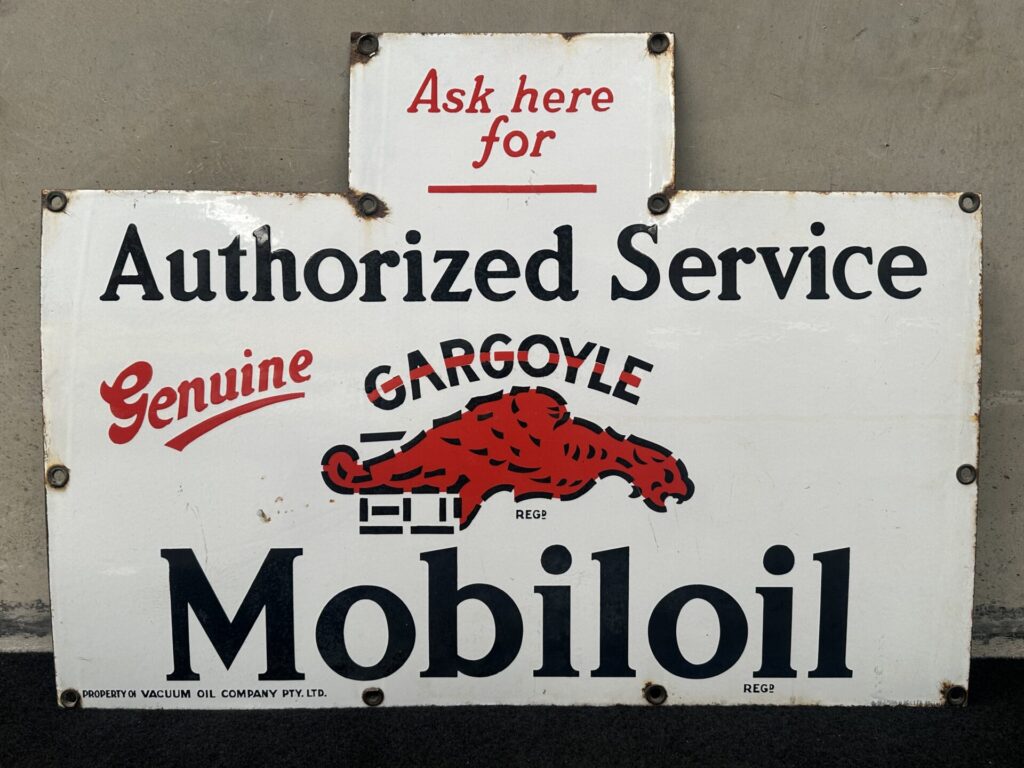 Ask here
for
Authorized Service
Genuine
GARGOYLE
REGD
Mobiloil
REGD
PROPERTY OF VACUUM OIL COMPANY PTY. LTD.